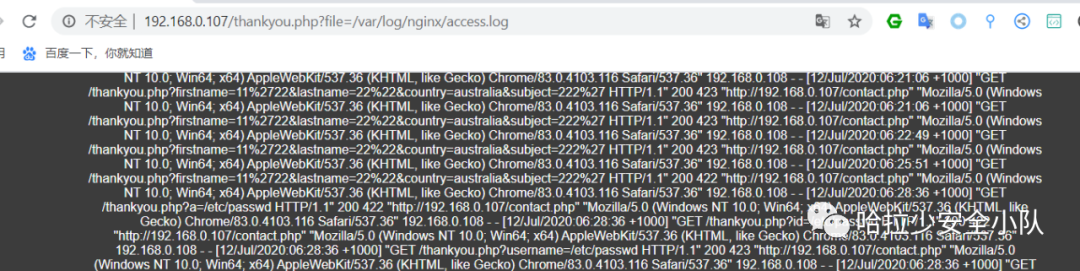 不安全 | 192.168.0.107/thankyou.php?file=/var/log/nginx/access.log
百度一下，你就知道
NT 10.0; Win64; x64) AppleWebKit/537.36 (KHTML, like Gecko) Chrome/83.0.4103.116 Safari/537.36" 192.168.0.108 - - [12/Jul/2020:06:21:06 +1000] "GET
/thankyou.php?firstname=11%2722&lastname=22%22&country=australia&subject=222%27 HTTP/1.1" 200 423 "http://192.168.0.107/contact.php" "Mozilla/5.0 (Windows
NT 10.0; Win64; x64) AppleWebKit/537.36 (KHTML, like Gecko) Chrome/83.0.4103.116 Safari/537.36" 192.168.0.108 - - [12/Jul/2020:06:21:06 +1000] "GET
/thankyou.php?firstname=11%2722&lastname=22%22&country=australia&subject=222%27 HTTP/1.1" 200 423 "http://192.168.0.107/contact.php" "Mozilla/5.0 (Windows
NT 10.0; Win64; x64) AppleWebKit/537.36 (KHTML, like Gecko) Chrome/83.0.4103.116 Safari/537.36" 192.168.0.108 - - [12/Jul/2020:06:22:49 +1000] "GET
/thankyou.php?firstname=11%2722&lastname=22%22&country=australia&subject=222%27 HTTP/1.1" 200 423 "http://192.168.0.107/contact.php" "Mozilla/5.0 (Windows
NT 10.0; Win64; x64) AppleWebKit/537.36 (KHTML, like Gecko) Chrome/83.0.4103.116 Safari/537.36" 192.168.0.108 - - [12/Jul/2020:06:25:51 +1000] "GET
/thankyou.php?firstname=11%2722&lastname=22%22&country=australia&subject=222%27 HTTP/1.1" 200 422 "http://192.168.0.107/contact.php" "Mozilla/5.0 (Windows
NT 10.0; Win64; x64) AppleWebKit/537.36 (KHTML, like Gecko) Chrome/83.0.4103.116 Safari/537.36" 192.168.0.108 - - [12/Jul/2020:06:28:36 +1000] "GET
/thankyou.php?a=/etc/passwd HTTP/1.1" 200 422 "http://192.168.0.107/contact.php" "Mozilla/5.0 (Windows NT 10.0; Win64; x64) AppleWebKit/537.36 (KHTML, like
Gecko) Chrome/83.0.4103.116 Safari/537.36" 192.168.0.108 - - [12/Jul/2020:06:28:36 +1000] "GET /thankyou.php?id=
哈拉少安全小队
"http://192.168.0.107/contact.php" "Mozilla/5.0 (Windows NT 10.0; Win64; x64) AppleWebKit/537.36 (KHTML, like Gecko) Chrome/83.0.4103.116 Safari/537.36"
192.168.0.108 - - [12/Jul/2020:06:28:36 +1000] "GET /thankyou.php?username=/etc/passwd HTTP/1.1" 200 423 "http://192.168.0.107/contact.php" "Mozilla/5.0
(Windows NT 10.0; Win64; x64) AppleWebKit/537.36 (KHTML, like Gecko) Chrome/83.0.4103.116 Safari/537.36" 192.168.0.108 - - [12/Jul/2020:06:28:36 +1000] "GET